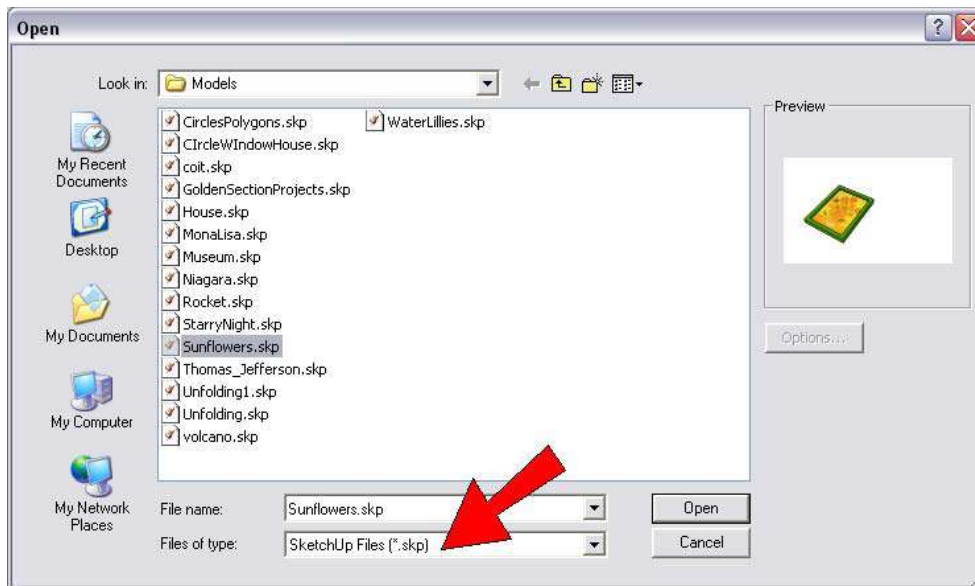 Open
Look in:
Models
My Recent
Documents
Desktop
My Documents
My Computer
My Network
Places
CirclesPolygons.skp
CIrcleWIndowHouse.skp
coit.skp
GoldenSectionProjects.skp
House.skp
MonaLisa.skp
Museum.skp
Niagara.skp
Rocket.skp
StarryNight.skp
Sunflowers.skp
Thomas_Jefferson.skp
Unfolding1.skp
Unfolding.skp
volcano.skp
WaterLillies.skp
Preview
Options...
File name:
Sunflowers.skp
Open
Files of type:
SketchUp Files (*.skp)
Cancel